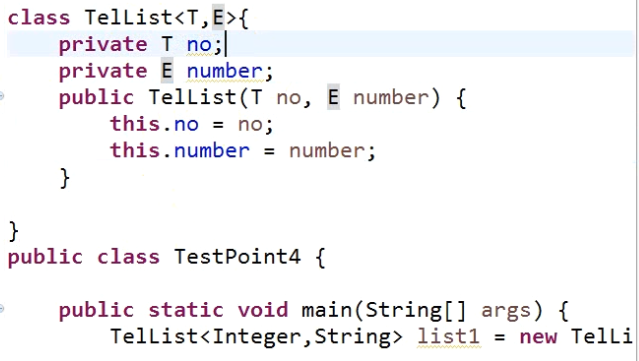 class TelList<T,E>{
private T no;
private E number;
public TelList(T no, E number) {
this.no = no;
this.number = number;
}
}
public class TestPoint4 {
public static void main(String[] args) {
TelList<Integer,String> list1 = new TelLi